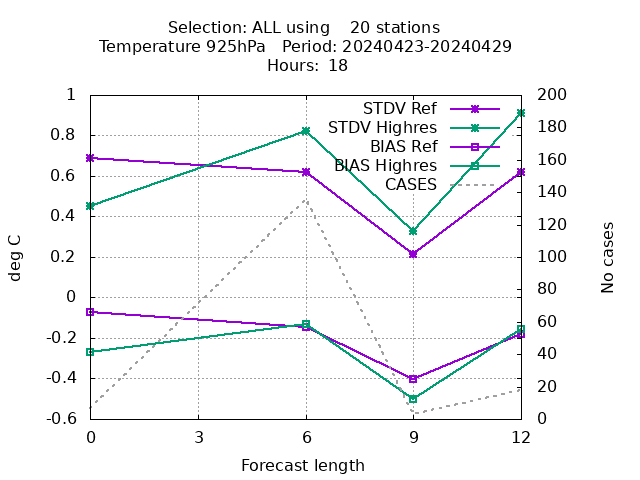 Selection: ALL using    20 stations
Temperature 925hPa   Period: 20240423-20240429
Hours:  18
STDV Ref
STDV Highres
BIAS Ref
BIAS Highres
CASES
deg C
1
0.8
0.6
0.4
0.2
0
-0.2
-0.4
-0.6
200
180
160
140
120
100
80
60
40
20
0
No cases
0 3 6 9 12
Forecast length